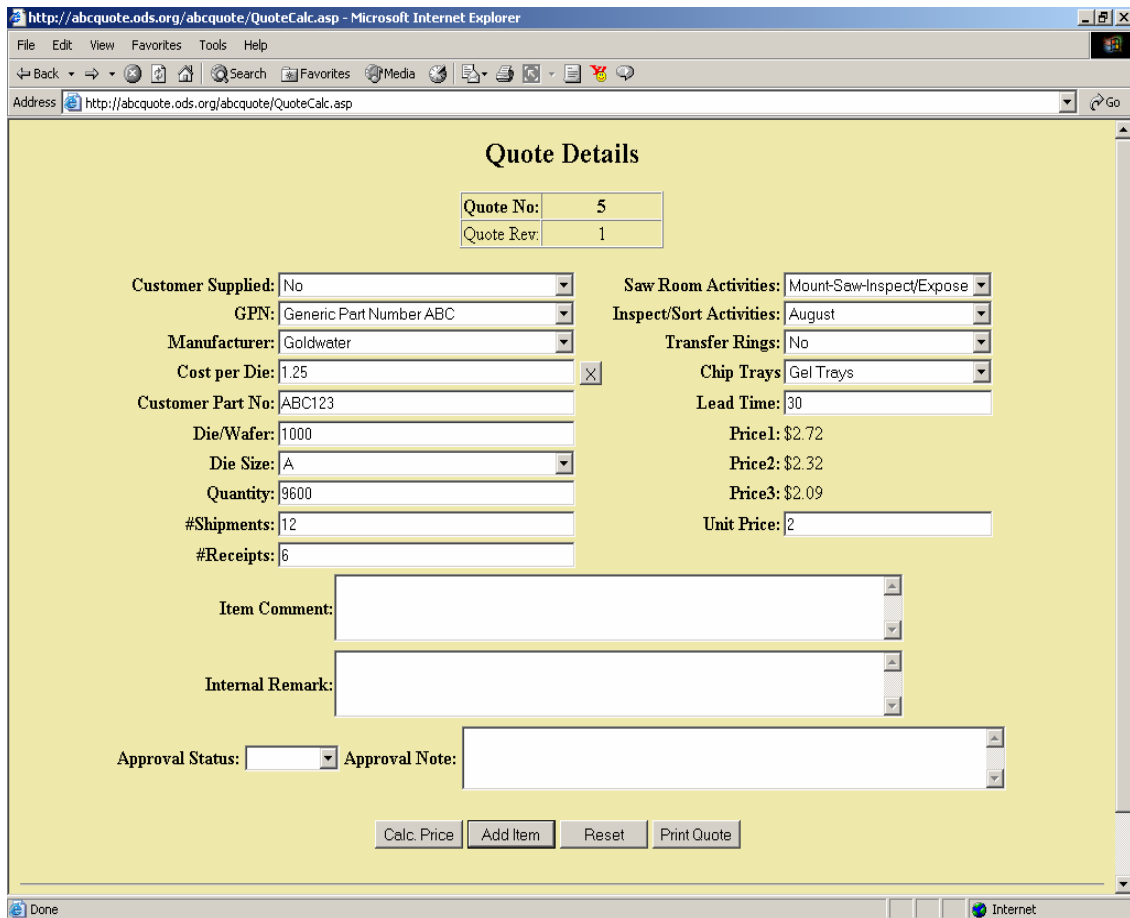 http://abcquote.ods.org/abcquote/QuoteCalc.asp - Microsoft Internet Explorer
File Edit View Favorites Tools Help
Back Search Favorites Media
Address http://abcquote.ods.org/abcquote/QuoteCalc.asp Go
Quote Details
Quote No: 5
Quote Rev: 1
Customer Supplied: No Saw Room Activities: Mount-Saw-Inspect/Expose
GPN: Generic Part Number ABC Inspect/Sort Activities: August
Manufacturer: Goldwater Transfer Rings: No
Cost per Die: 1.25 X Chip Trays Gel Trays
Customer Part No: ABC123 Lead Time: 30
Die/Wafer: 1000 Price1: $2.72
Die Size: A Price2: $2.32
Quantity: 9600 Price3: $2.09
#Shipments: 12 Unit Price: 2
#Receipts: 6
Item Comment:
Internal Remark:
Approval Status: Approval Note:
Calc. Price Add Item Reset Print Quote
Done Internet